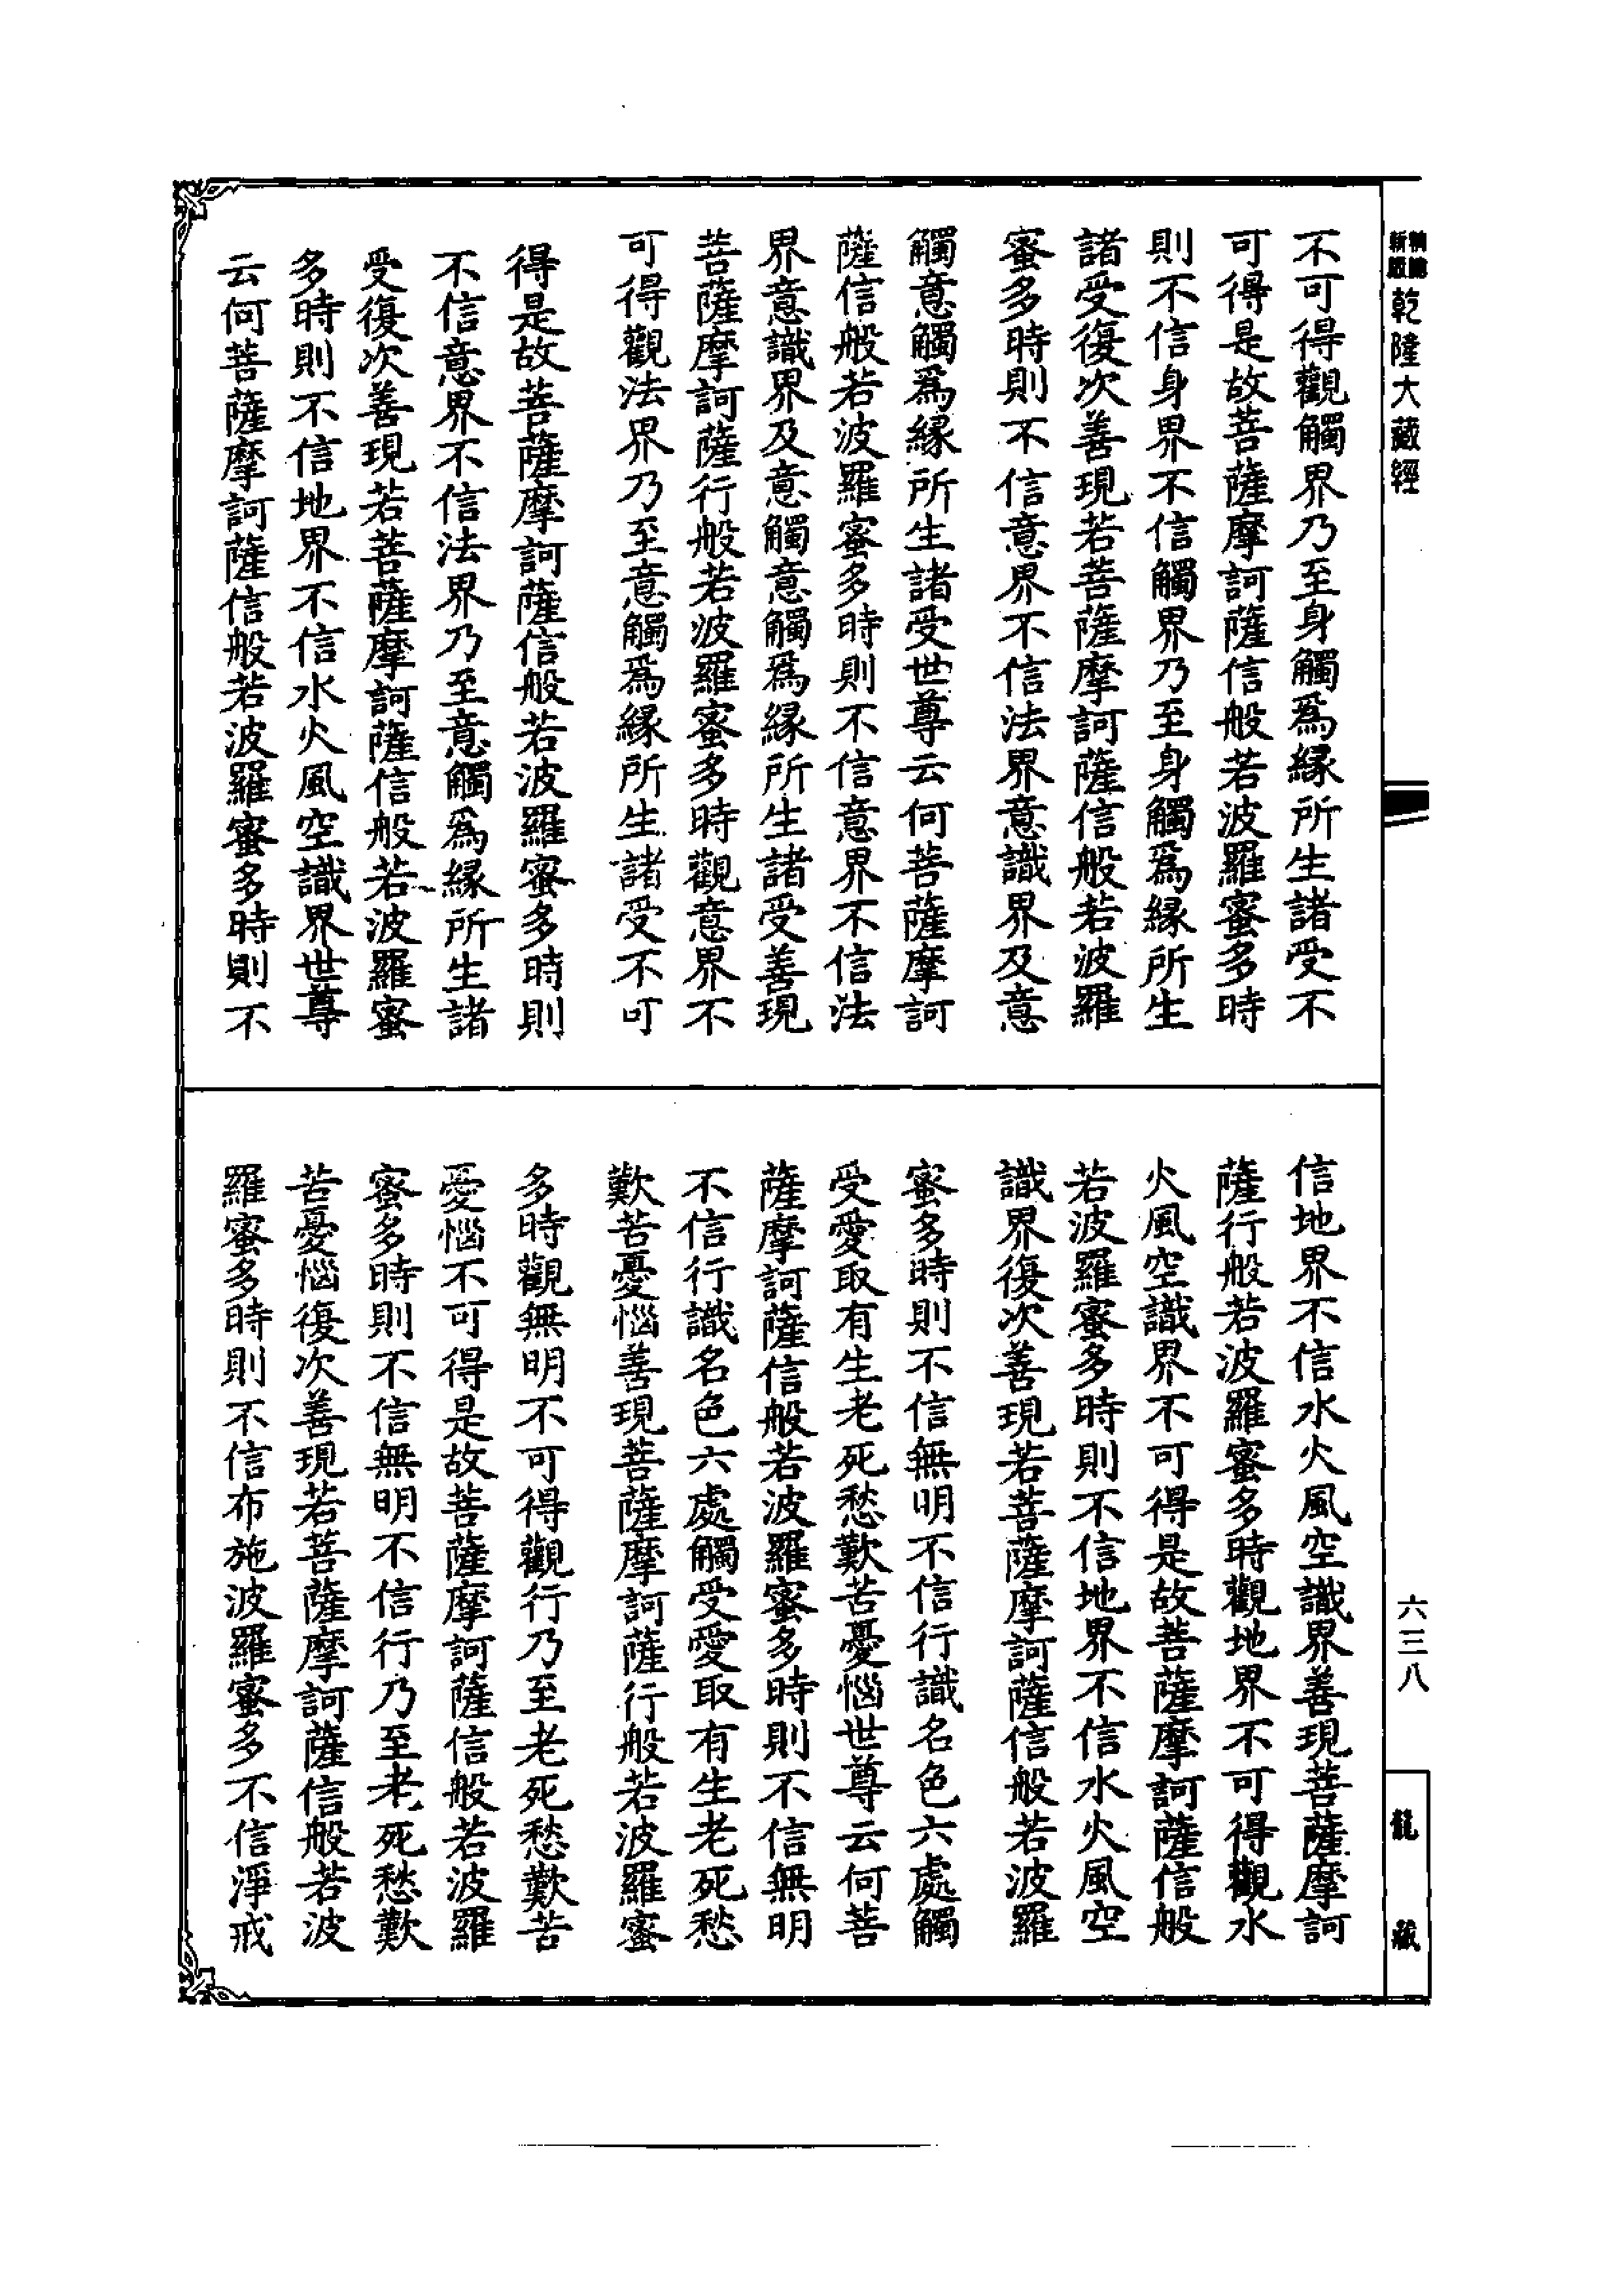 乾隆大藏經
不可得觀觸界乃至身觸爲緣所生諸受不
可得是故菩薩摩訶薩信般若波羅蜜多時
則不信身界不信觸界乃至身觸爲緣所生
諸受復次善現若菩薩摩訶薩信般若波羅
蜜多時則不信意界不信法界意識界及意
觸意觸爲緣所生諸受世尊云何菩薩摩訶
薩信般若波羅蜜多時則不信意界不信法
界意識界及意觸意觸爲緣所生諸受善現
菩薩摩訶薩行般若波羅蜜多時觀意界不
可得觀法界乃至意觸爲緣所生諸受不可
得是故菩薩摩訶薩信般若波羅蜜多時則
不信意界不信法界乃至意觸爲緣所生諸
受復次善現若菩薩摩訶薩信般若波羅蜜
多時則不信地界不信水火風空識界世尊
云何菩薩摩訶薩信般若波羅蜜多時則不
信地界不信水火風空識界善現菩薩摩訶
薩行般若波羅蜜多時觀地界不可得觀水
火風空識界不可得是故菩薩摩訶薩信般
若波羅蜜多時則不信地界不信水火風空
識界復次善現若菩薩摩訶薩信般若波羅
蜜多時則不信無明不信行識名色六處觸
受愛取有生老死愁歎苦憂惱世尊云何菩
薩摩訶薩信般若波羅蜜多時則不信無明
不信行識名色六處觸受愛取有生老死愁
歎苦憂惱善現菩薩摩訶薩行般若波羅蜜
多時觀無明不可得觀行乃至老死愁歎苦
憂惱不可得是故菩薩摩訶薩信般若波羅
蜜多時則不信無明不信行乃至老死愁歎
苦憂惱復次善現若菩薩摩訶薩信般若波
羅蜜多時則不信布施波羅蜜多不信淨戒
六三八
龍藏